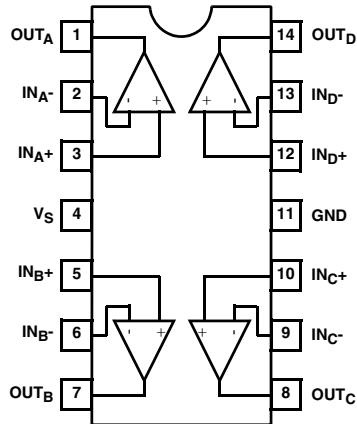 OUTA 1 14 OUTD
INA- 2 - + + - 13 IND-
INA+ 3 12 IND+
VS 4 11 GND
INB+ 5 10 INC+
INB- 6 - + + - 9 INC-
OUTB 7 8 OUTC